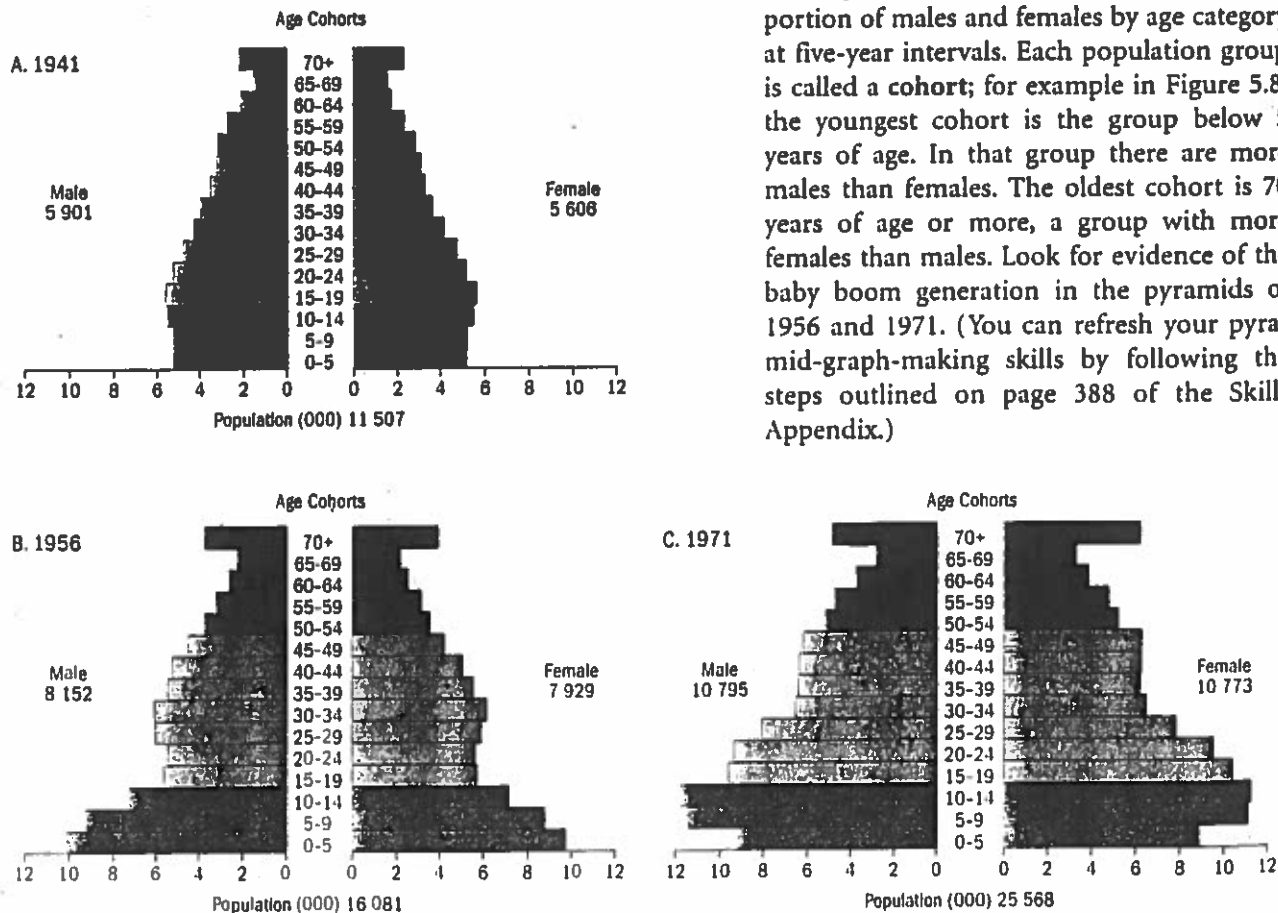 Age Cohorts
A. 1941
70+
65-69
60-64
55-59
50-54
45-49
40-44
35-39
30-34
25-29
20-24
15-19
10-14
5-9
0-5
Male
5 901
Female
5 606
12 10 8 6 4 2 0 0 2 4 6 8 10 12
Population (000) 11 507
portion of males and females by age category
at five-year intervals. Each population group
is called a cohort; for example in Figure 5.8
the youngest cohort is the group below
years of age. In that group there are mor
males than females. The oldest cohort is 70
years of age or more, a group with mor
females than males. Look for evidence of th
baby boom generation in the pyramids o
1956 and 1971. (You can refresh your pyra
mid-graph-making skills by following th
steps outlined on page 388 of the Skill
Appendix.)
Age Cohorts
B. 1956
70+
65-69
60-64
55-59
50-54
45-49
40-44
35-39
30-34
25-29
20-24
15-19
10-14
5-9
0-5
Male
8 152
Female
7 929
12 10 8 6 4 2 0 0 2 4 6 8 10 12
Population (000) 16 081
Age Cohorts
C. 1971
70+
65-69
60-64
55-59
50-54
45-49
40-44
35-39
30-34
25-29
20-24
15-19
10-14
5-9
0-5
Male
10 795
Female
10 773
12 10 8 6 4 2 0 0 2 4 6 8 10 12
Population (000) 25 568